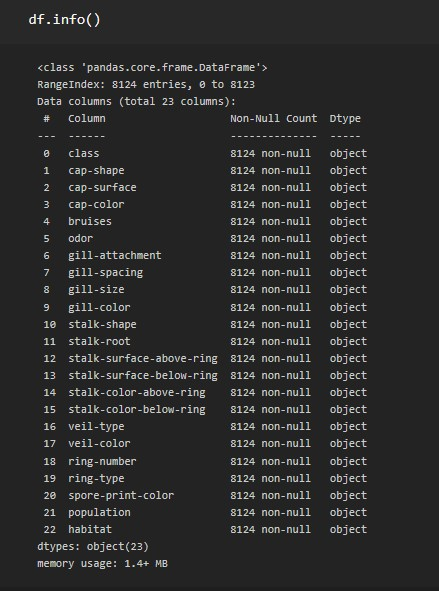 df.info()
<class 'pandas.core.frame.DataFrame'>
RangeIndex: 8124 entries, 0 to 8123
Data columns (total 23 columns):
 #   Column                    Non-Null Count  Dtype
---  ------                    --------------  -----
 0   class                     8124 non-null   object
 1   cap-shape                 8124 non-null   object
 2   cap-surface               8124 non-null   object
 3   cap-color                 8124 non-null   object
 4   bruises                   8124 non-null   object
 5   odor                      8124 non-null   object
 6   gill-attachment           8124 non-null   object
 7   gill-spacing              8124 non-null   object
 8   gill-size                 8124 non-null   object
 9   gill-color                8124 non-null   object
 10  stalk-shape               8124 non-null   object
 11  stalk-root                8124 non-null   object
 12  stalk-surface-above-ring  8124 non-null   object
 13  stalk-surface-below-ring  8124 non-null   object
 14  stalk-color-above-ring    8124 non-null   object
 15  stalk-color-below-ring    8124 non-null   object
 16  veil-type                 8124 non-null   object
 17  veil-color                8124 non-null   object
 18  ring-number               8124 non-null   object
 19  ring-type                 8124 non-null   object
 20  spore-print-color         8124 non-null   object
 21  population                8124 non-null   object
 22  habitat                   8124 non-null   object
dtypes: object(23)
memory usage: 1.4+ MB